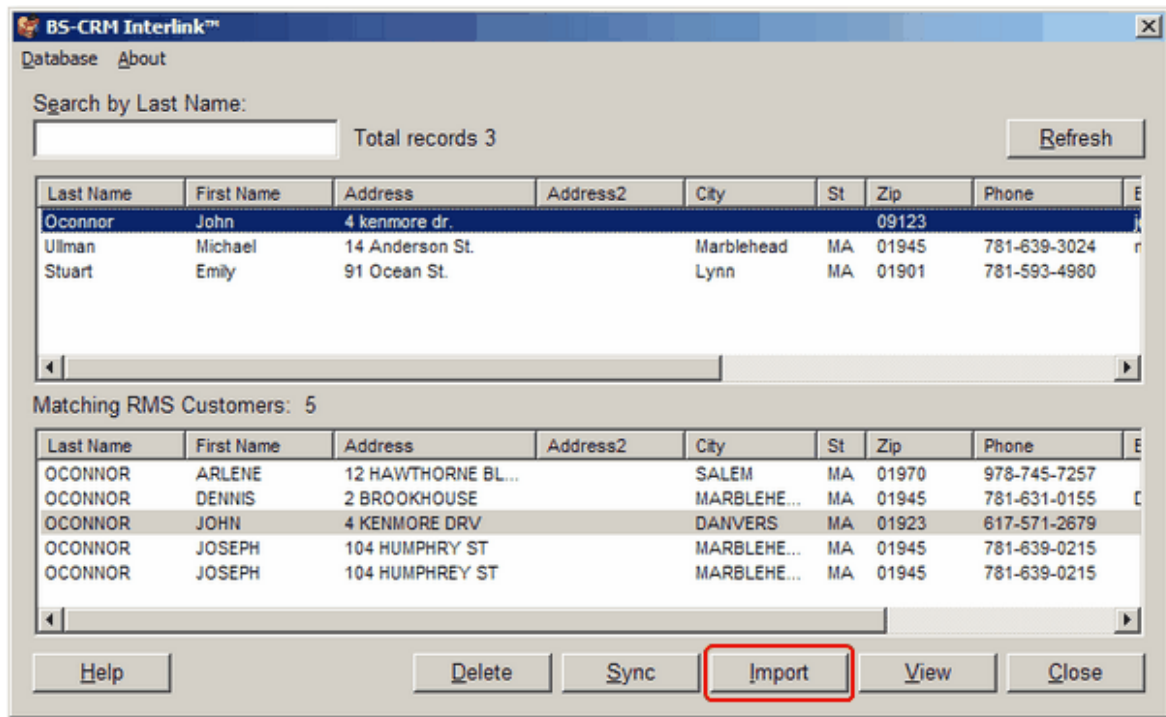 BS-CRM Interlink™
Database About
Search by Last Name:
Total records 3 Refresh
Last Name First Name Address Address2 City St Zip Phone E
Oconnor John 4 kenmore dr. 09123
Ullman Michael 14 Anderson St. Marblehead MA 01945 781-639-3024
Stuart Emily 91 Ocean St. Lynn MA 01901 781-593-4980
Matching RMS Customers: 5
Last Name First Name Address Address2 City St Zip Phone E
OCONNOR ARLENE 12 HAWTHORNE BL... SALEM MA 01970 978-745-7257
OCONNOR DENNIS 2 BROOKHOUSE MARBLEHE... MA 01945 781-631-0155
OCONNOR JOHN 4 KENMORE DRV DANVERS MA 01923 617-571-2679
OCONNOR JOSEPH 104 HUMPHRY ST MARBLEHE... MA 01945 781-639-0215
OCONNOR JOSEPH 104 HUMPHREY ST MARBLEHE... MA 01945 781-639-0215
Help Delete Sync Import View Close